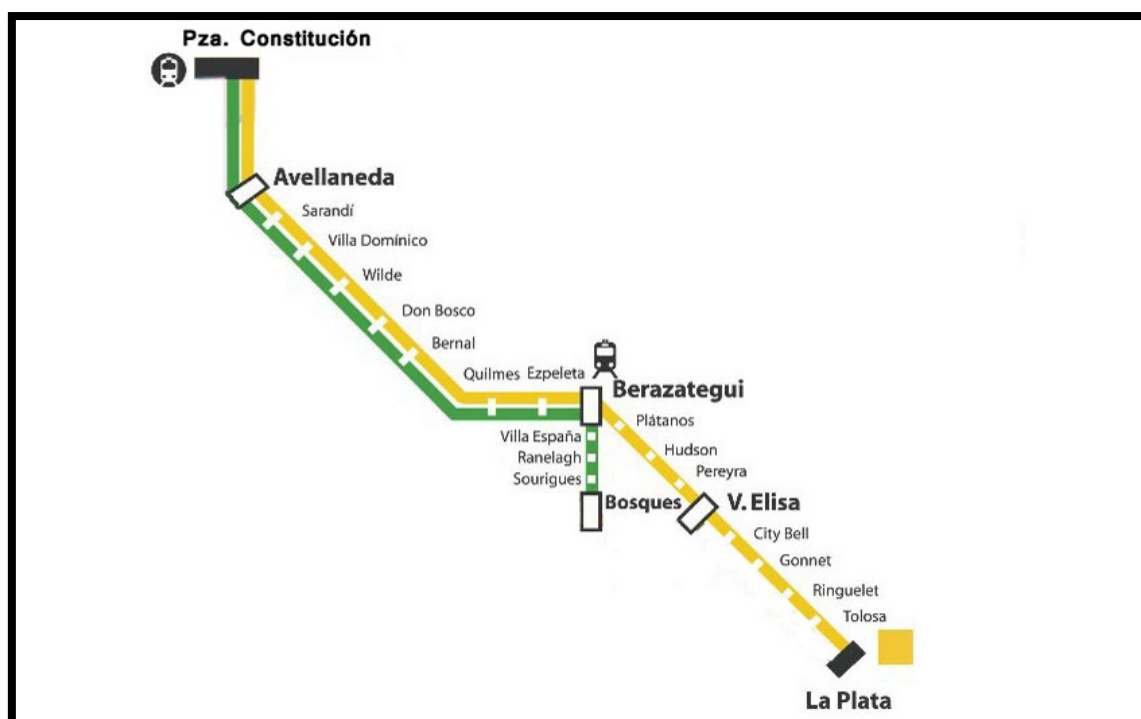 Pza. Constitución
Avellaneda
Sarandí
Villa Domínico
Wilde
Don Bosco
Bernal
Quilmes Ezpeleta
Berazategui
Plátanos
Villa España
Hudson
Ranelagh
Pereyra
Sourigues
Bosques
V. Elisa
City Bell
Gonnet
Ringuelet
Tolosa
La Plata